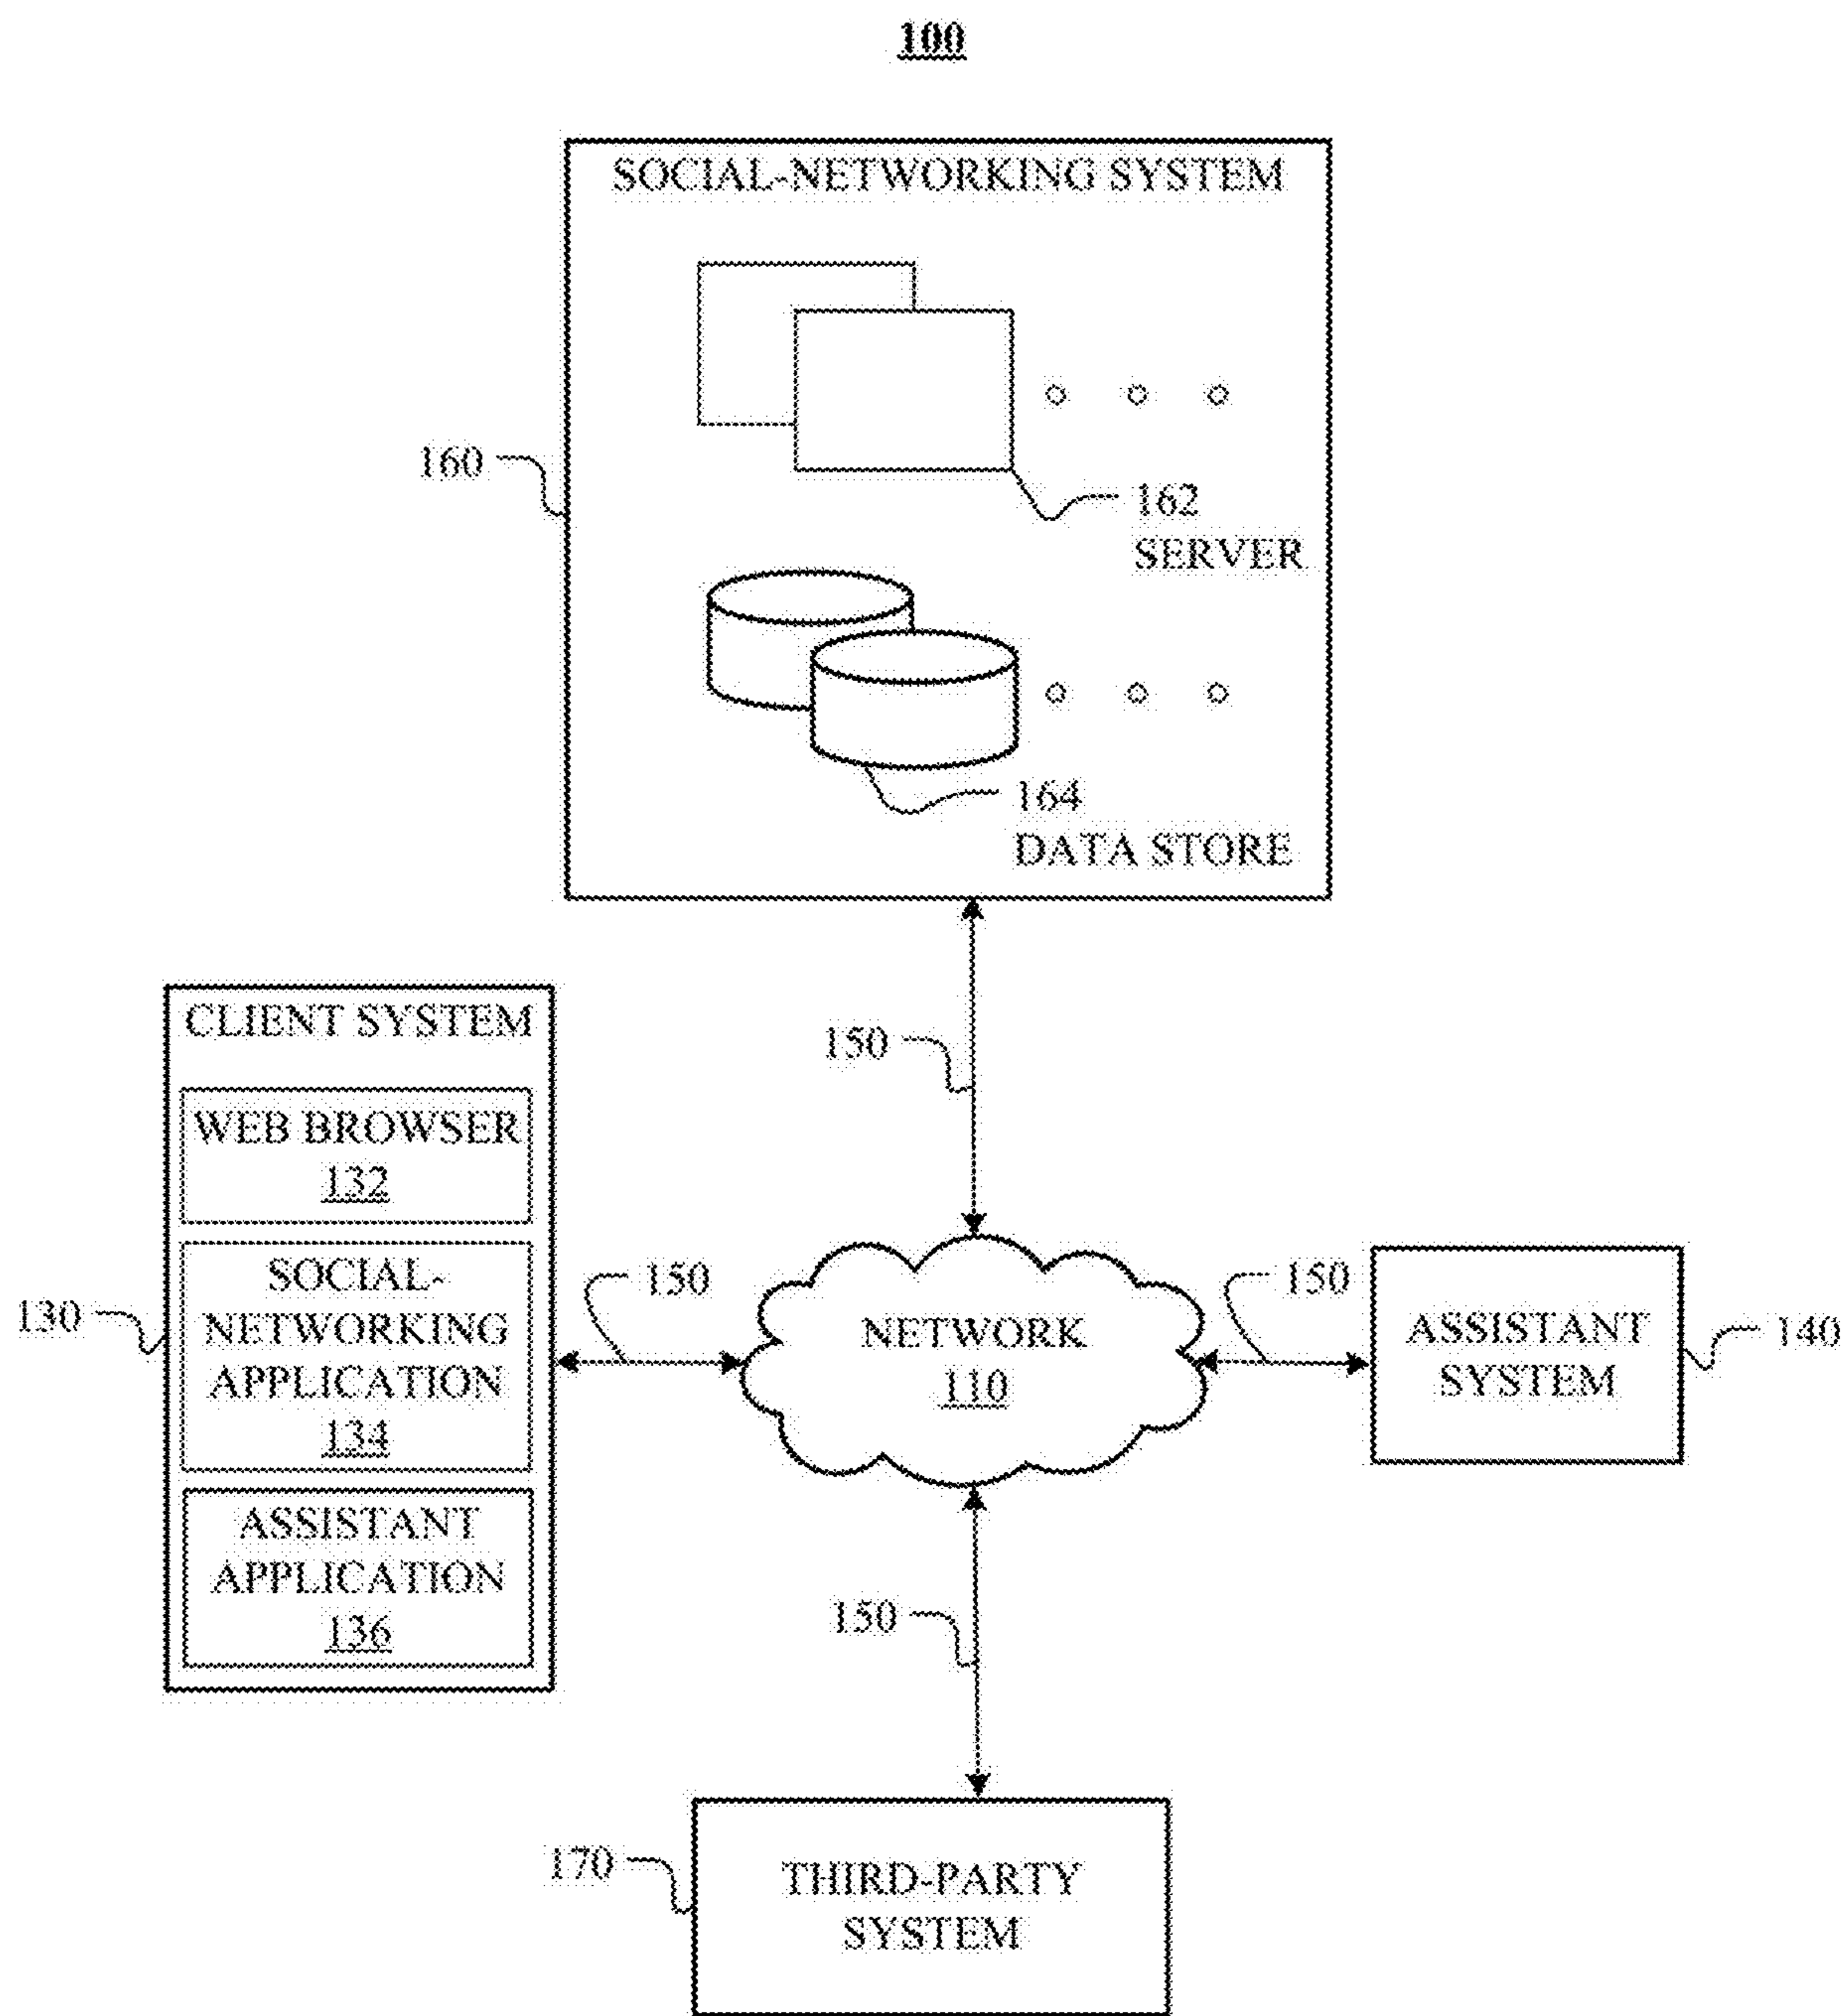 100
SOCIAL-NETWORKING SYSTEM
160
162
SERVER
164
DATA STORE
150
CLIENT SYSTEM
WEB BROWSER
132
SOCIAL-
NETWORKING
APPLICATION
134
ASSISTANT
APPLICATION
136
130
150
NETWORK
110
150
ASSISTANT
SYSTEM
140
150
170
THIRD-PARTY
SYSTEM